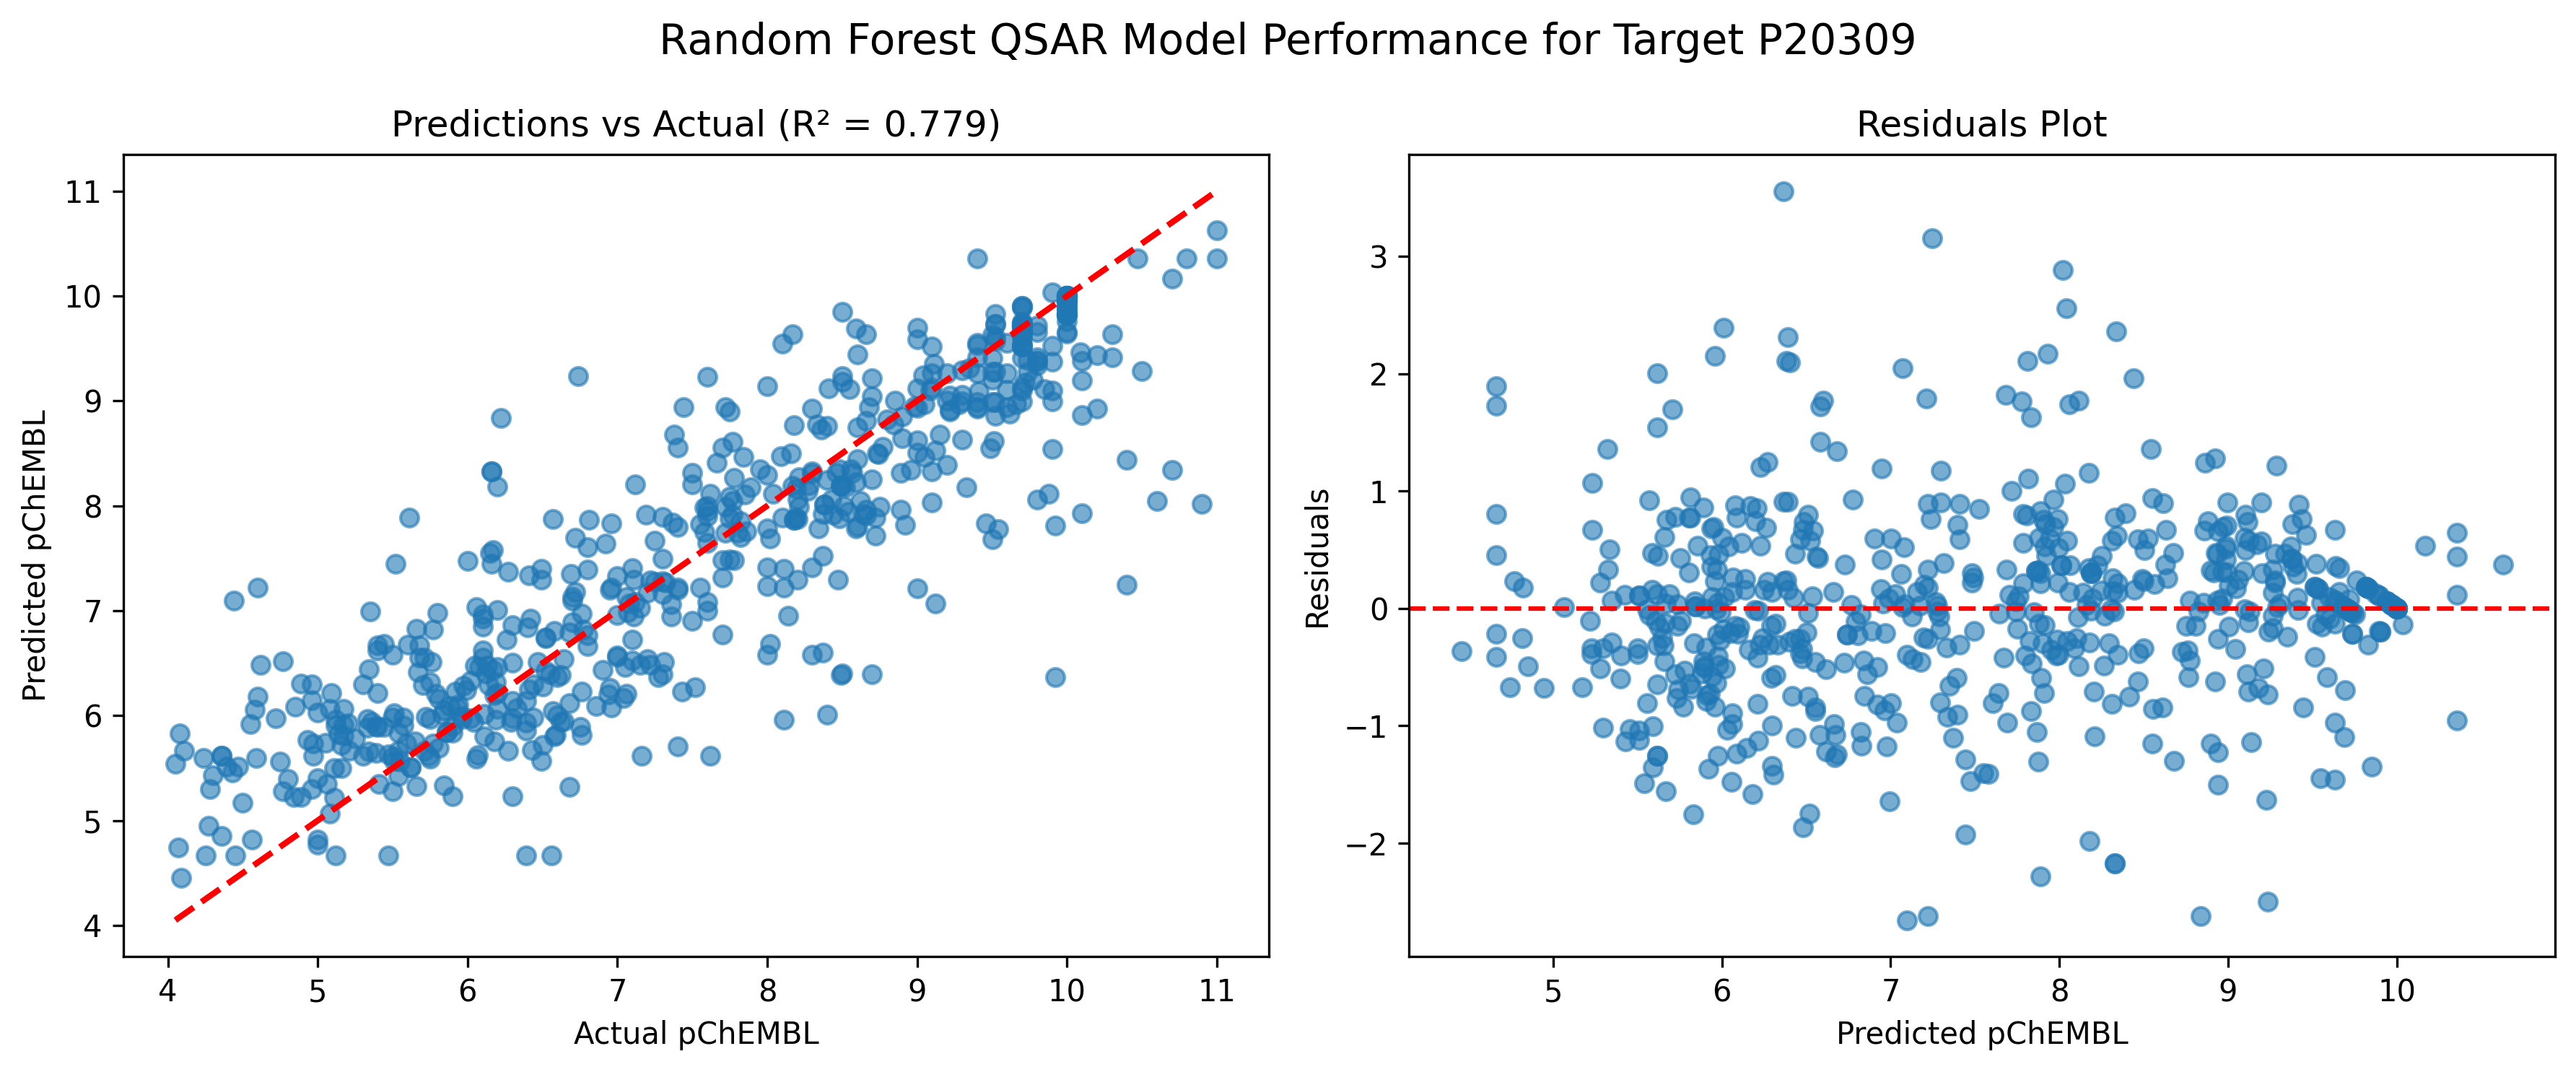 Random Forest QSAR Model Performance for Target P20309
Predictions vs Actual (R² = 0.779)
Predicted pChEMBL
11
10
9
8
7
6
5
4
4 5 6 7 8 9 10 11
Actual pChEMBL
Residuals Plot
Residuals
3
2
1
0
−1
−2
5 6 7 8 9 10
Predicted pChEMBL